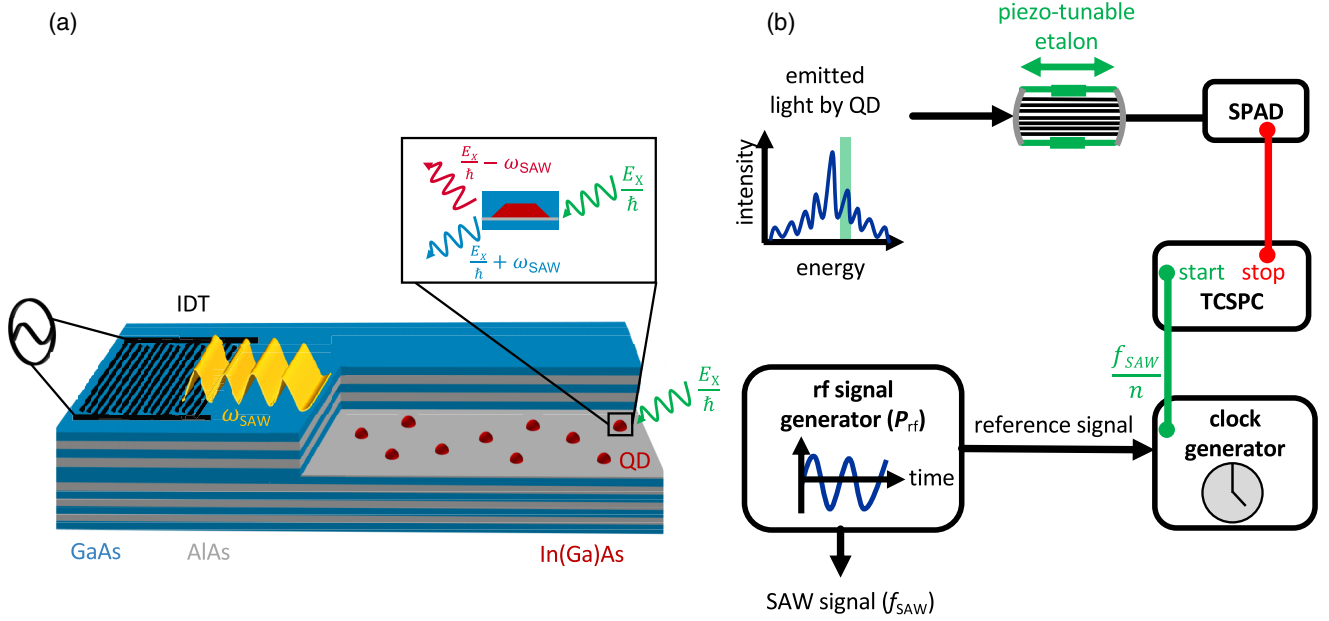 (a)
E_X/ħ − ω_SAW
E_X/ħ
E_X/ħ + ω_SAW
IDT
ω_SAW
E_X/ħ
QD
GaAs
AlAs
In(Ga)As
(b)
piezo-tunable
etalon
emitted
light by QD
SPAD
intensity
energy
start
stop
TCSPC
f_SAW/n
rf signal
generator (P_rf)
time
reference signal
clock
generator
SAW signal (f_SAW)